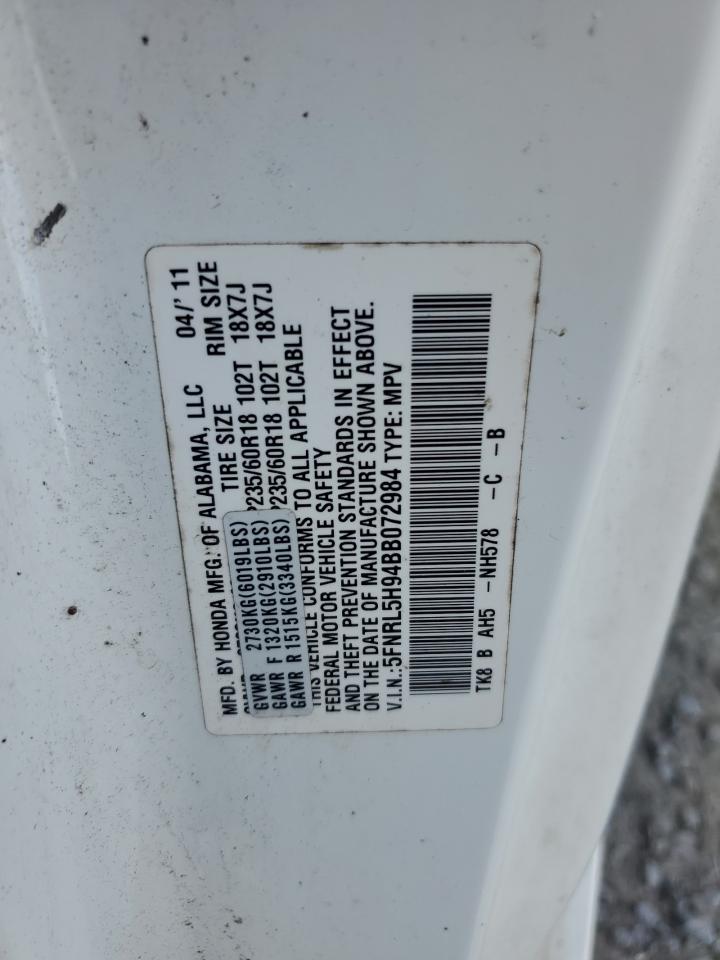 MFD. BY HONDA MFG. OF ALABAMA, LLC 04/'11
TIRE SIZE RIM SIZE
GVWR 2730KG(6019LBS)
GAWR F 1320KG(2910LBS) P235/60R18 102T 18X7J
GAWR R 1515KG(3340LBS) P235/60R18 102T 18X7J
THIS VEHICLE CONFORMS TO ALL APPLICABLE
FEDERAL MOTOR VEHICLE SAFETY
AND THEFT PREVENTION STANDARDS IN EFFECT
ON THE DATE OF MANUFACTURE SHOWN ABOVE.
V.I.N.:5FNRL5H94BB072984 TYPE: MPV
TK8 B AH5 -NH578 -C -B